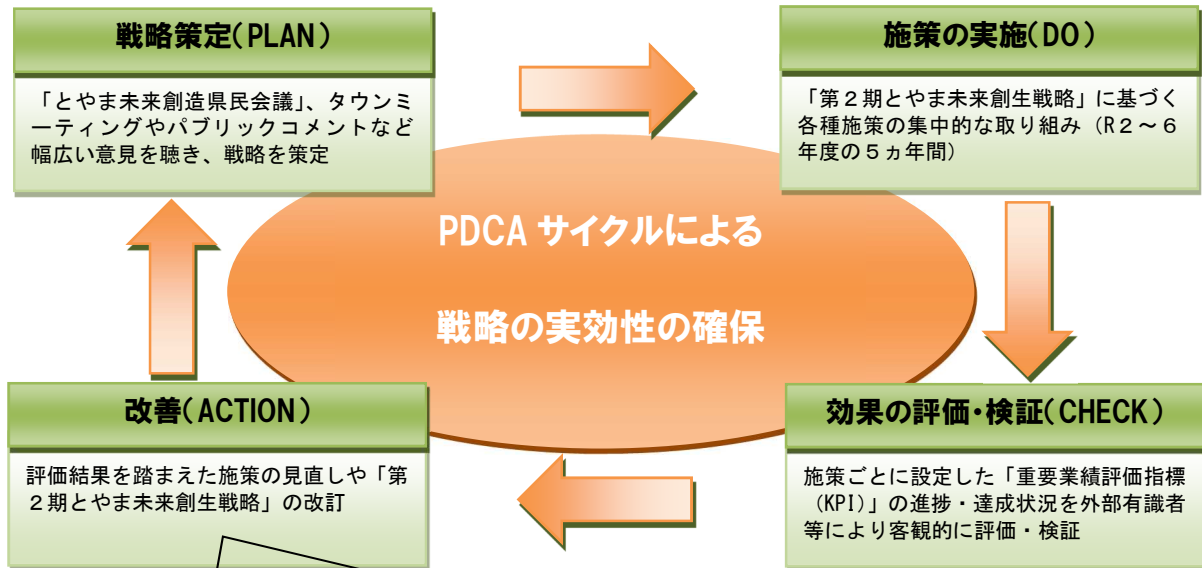 戦略策定(PLAN)
「とやま未来創造県民会議」、タウンミ
ーティングやパブリックコメントなど
幅広い意見を聴き、戦略を策定
施策の実施(DO)
「第２期とやま未来創生戦略」に基づく
各種施策の集中的な取り組み（R２～６
年度の５ヵ年間）
PDCA サイクルによる
戦略の実効性の確保
改善(ACTION)
評価結果を踏まえた施策の見直しや「第
２期とやま未来創生戦略」の改訂
効果の評価・検証(CHECK)
施策ごとに設定した「重要業績評価指標
（KPI)」の進捗・達成状況を外部有識者
等により客観的に評価・検証